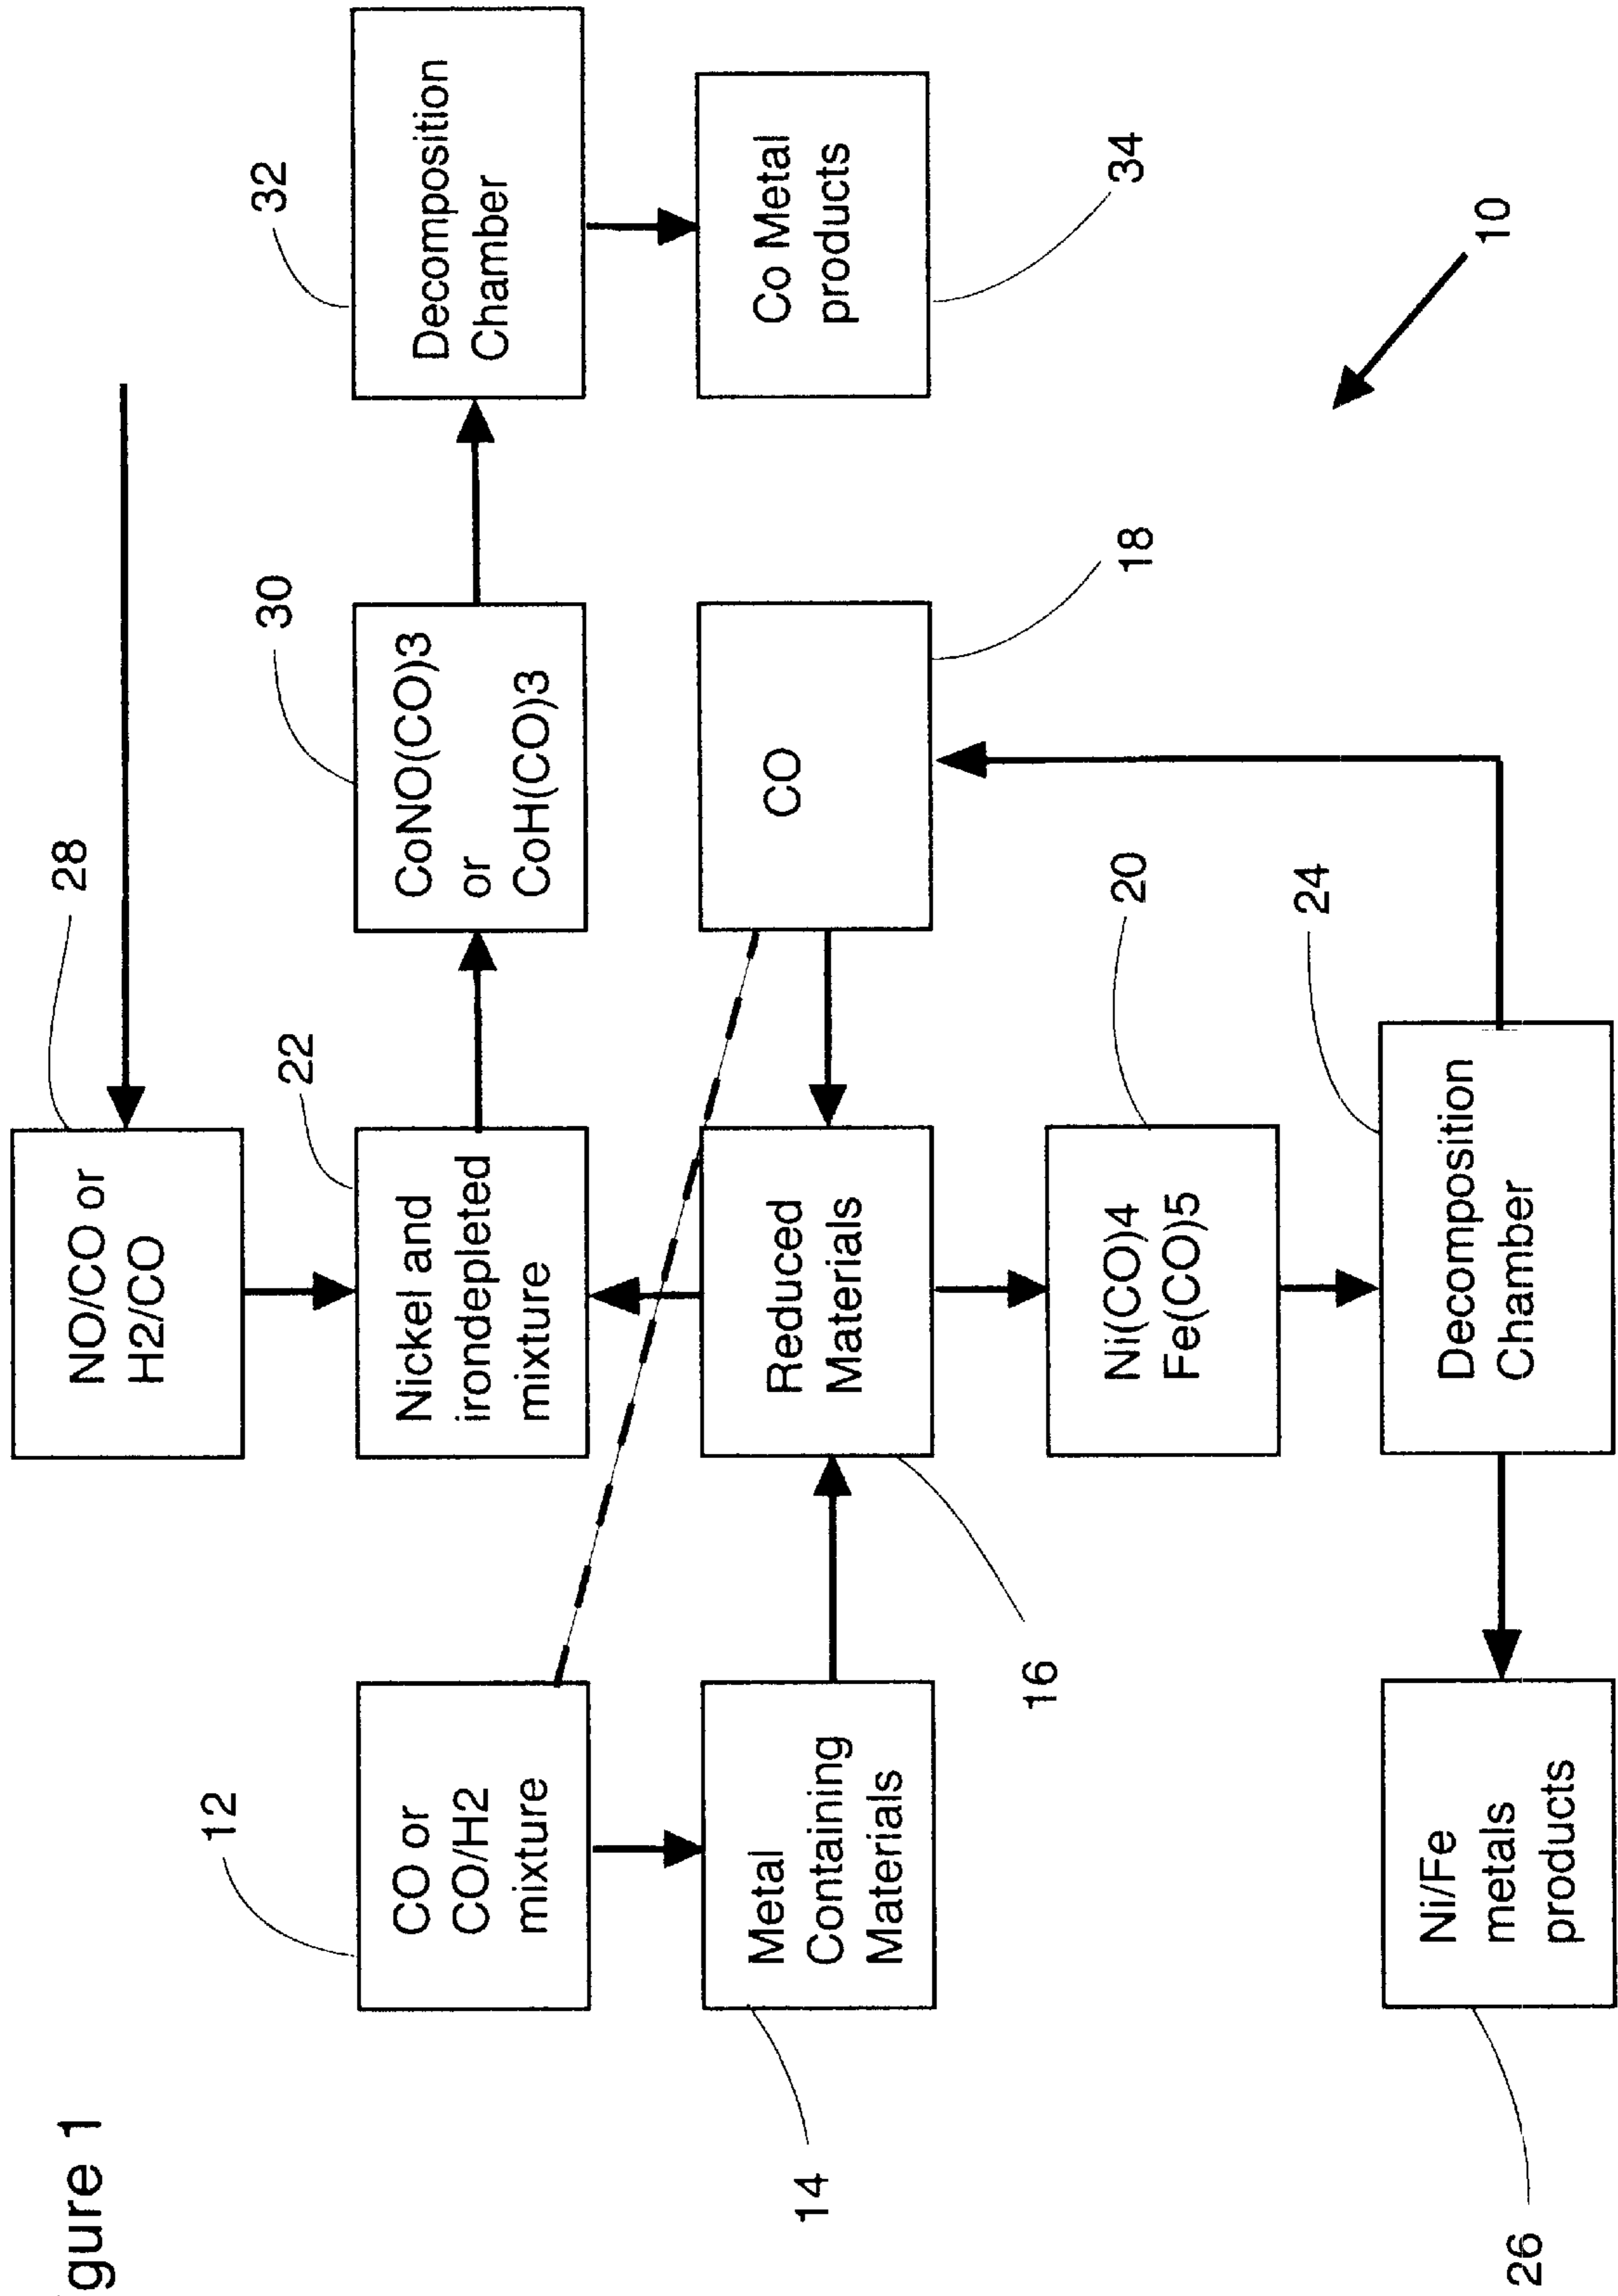 gure 1
28
NO/CO or
H2/CO
12
22
30
32
CO or
CO/H2
mixture
Nickel and
irondepleted
mixture
CoNO(CO)3
or
CoH(CO)3
Decomposition
Chamber
14
Metal
Containing
Materials
Reduced
Materials
CO
Co Metal
products
16
18
34
20
Ni(CO)4
Fe(CO)5
24
10
26
Ni/Fe
metals
products
Decomposition
Chamber